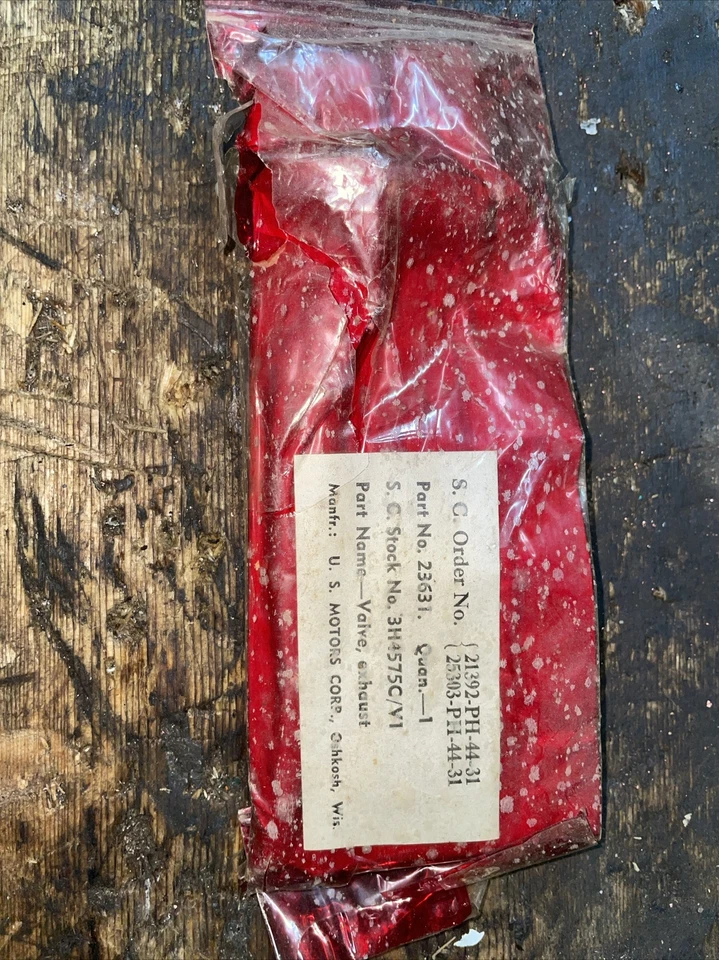 S. C. Order No. { 21392-PH-44-31
{ 25303-PH-44-31
Part No. 23631. Quan.—1
S. C. Stock No. 3H4575C/V1
Part Name—Valve, exhaust
Manfr.: U. S. MOTORS CORP., Oshkosh, Wis.